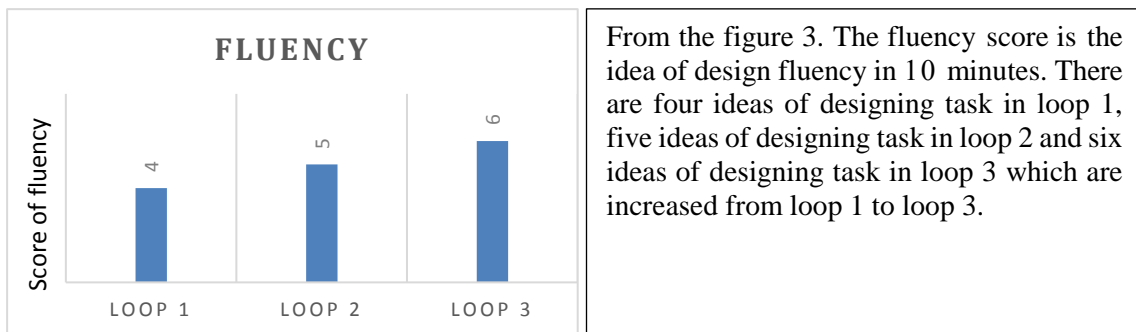 FLUENCY
Score of fluency
4
5
6
LOOP 1
LOOP 2
LOOP 3
From the figure 3. The fluency score is the
idea of design fluency in 10 minutes. There
are four ideas of designing task in loop 1,
five ideas of designing task in loop 2 and six
ideas of designing task in loop 3 which are
increased from loop 1 to loop 3.